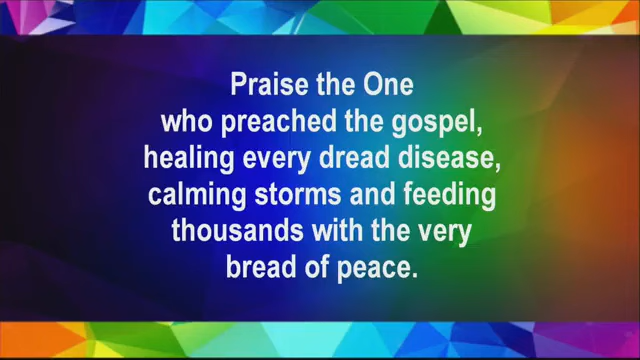 Praise the One
who preached the gospel,
healing every dread disease,
calming storms and feeding
thousands with the very
bread of peace.